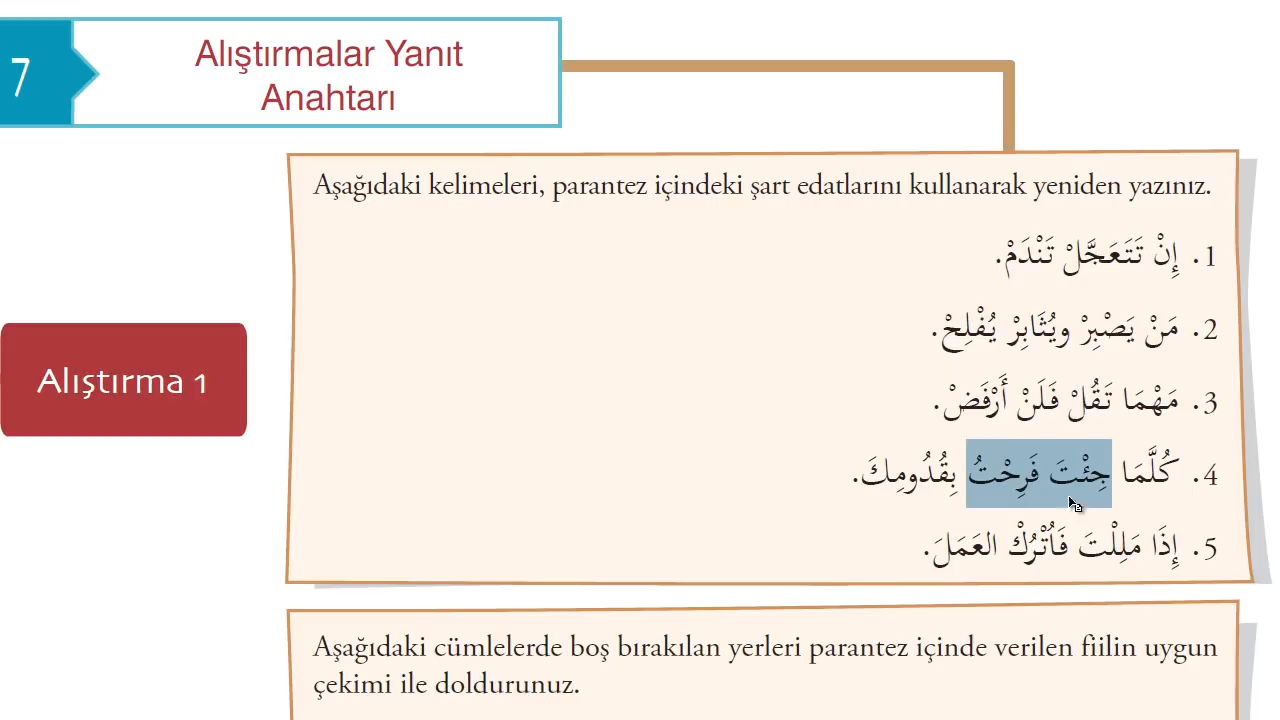 7
Alıştırmalar Yanıt
Anahtarı
Aşağıdaki kelimeleri, parantez içindeki şart edatlarını kullanarak yeniden yazınız.
1. إِنْ تَتَعَجَّلْ تَنْدَمْ.
2. مَنْ يَصْبِرْ ويُثَابِرْ يُفْلِحْ.
3. مَهْمَا تَقُلْ فَلَنْ أَرْفَضْ.
4. كُلَّمَا جِئْتَ فَرِحْتُ بِقُدُومِكَ.
5. إِذَا مَلِلْتَ فَاُتْرُكْ العَمَلَ.
Alıştırma 1
Aşağıdaki cümlelerde boş bırakılan yerleri parantez içinde verilen fiilin uygun
çekimi ile doldurunuz.